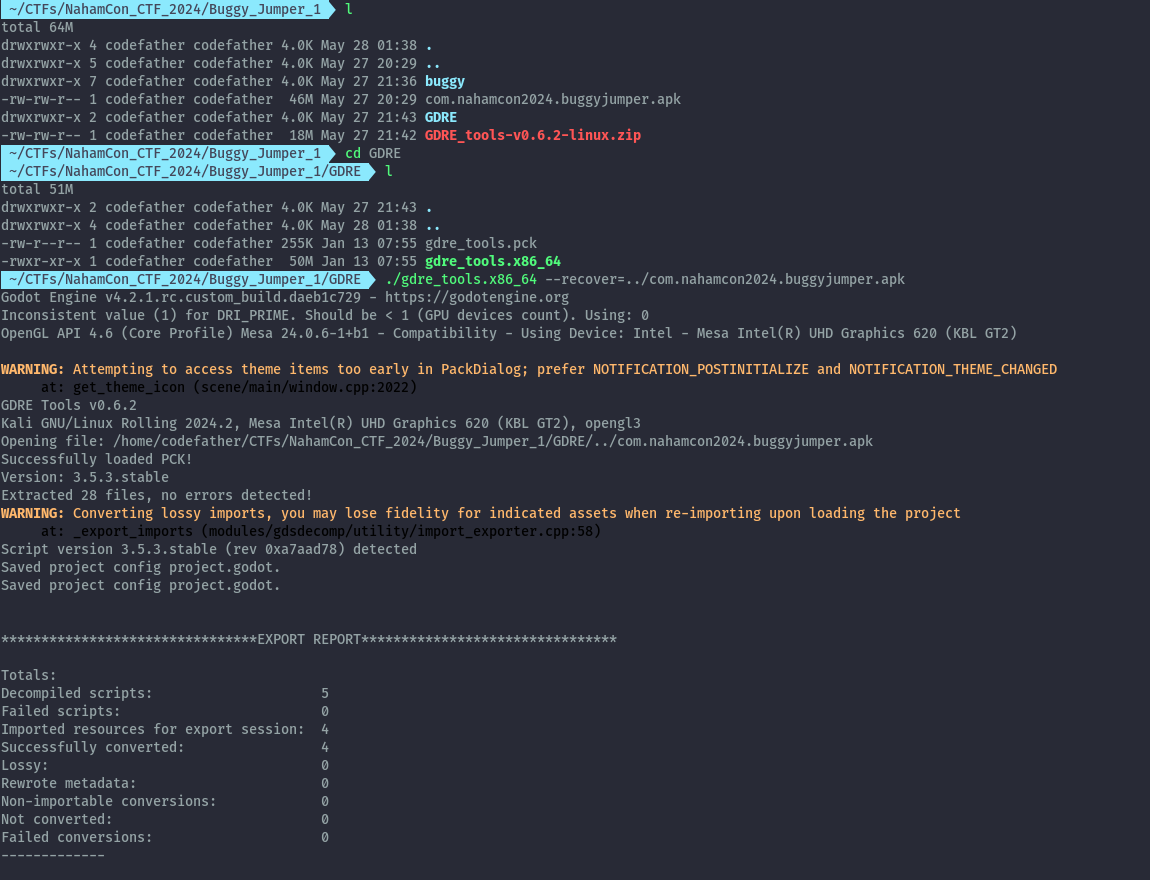 ~/CTFs/NahamCon_CTF_2024/Buggy_Jumper_1 l
total 64M
drwxrwxr-x 4 codefather codefather 4.0K May 28 01:38 .
drwxrwxr-x 5 codefather codefather 4.0K May 27 20:29 ..
drwxrwxr-x 7 codefather codefather 4.0K May 27 21:36 buggy
-rw-rw-r-- 1 codefather codefather  46M May 27 20:29 com.nahamcon2024.buggyjumper.apk
drwxrwxr-x 2 codefather codefather 4.0K May 27 21:43 GDRE
-rw-rw-r-- 1 codefather codefather  18M May 27 21:42 GDRE_tools-v0.6.2-linux.zip
~/CTFs/NahamCon_CTF_2024/Buggy_Jumper_1 cd GDRE
~/CTFs/NahamCon_CTF_2024/Buggy_Jumper_1/GDRE l
total 51M
drwxrwxr-x 2 codefather codefather 4.0K May 27 21:43 .
drwxrwxr-x 4 codefather codefather 4.0K May 28 01:38 ..
-rw-r--r-- 1 codefather codefather 255K Jan 13 07:55 gdre_tools.pck
-rwxr-xr-x 1 codefather codefather  50M Jan 13 07:55 gdre_tools.x86_64
~/CTFs/NahamCon_CTF_2024/Buggy_Jumper_1/GDRE ./gdre_tools.x86_64 --recover=../com.nahamcon2024.buggyjumper.apk
Godot Engine v4.2.1.rc.custom_build.daeb1c729 - https://godotengine.org
Inconsistent value (1) for DRI_PRIME. Should be < 1 (GPU devices count). Using: 0
OpenGL API 4.6 (Core Profile) Mesa 24.0.6-1+b1 - Compatibility - Using Device: Intel - Mesa Intel(R) UHD Graphics 620 (KBL GT2)
WARNING: Attempting to access theme items too early in PackDialog; prefer NOTIFICATION_POSTINITIALIZE and NOTIFICATION_THEME_CHANGED
at: get_theme_icon (scene/main/window.cpp:2022)
GDRE Tools v0.6.2
Kali GNU/Linux Rolling 2024.2, Mesa Intel(R) UHD Graphics 620 (KBL GT2), opengl3
Opening file: /home/codefather/CTFs/NahamCon_CTF_2024/Buggy_Jumper_1/GDRE/../com.nahamcon2024.buggyjumper.apk
Successfully loaded PCK!
Version: 3.5.3.stable
Extracted 28 files, no errors detected!
WARNING: Converting lossy imports, you may lose fidelity for indicated assets when re-importing upon loading the project
at: _export_imports (modules/gdsdecomp/utility/import_exporter.cpp:58)
Script version 3.5.3.stable (rev 0xa7aad78) detected
Saved project config project.godot.
Saved project config project.godot.
********************************EXPORT REPORT********************************
Totals:
Decompiled scripts: 5
Failed scripts: 0
Imported resources for export session: 4
Successfully converted: 4
Lossy: 0
Rewrote metadata: 0
Non-importable conversions: 0
Not converted: 0
Failed conversions: 0
-------------